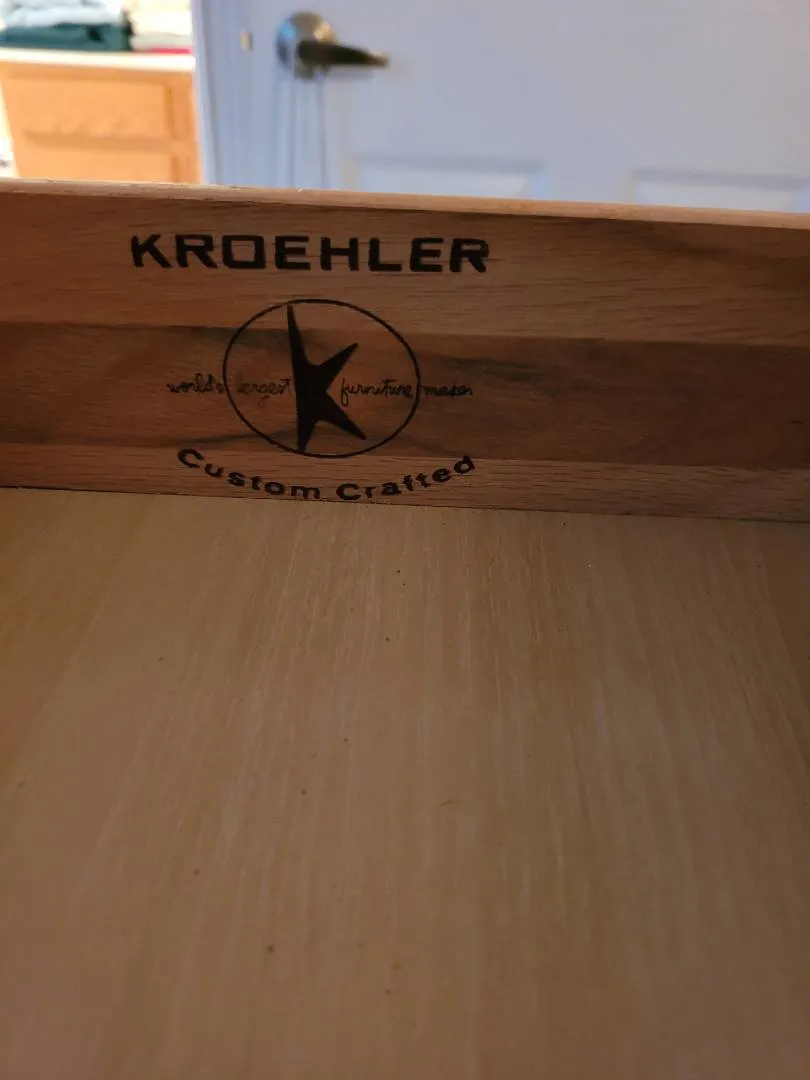 KROEHLER
K
world's largest furniture maker
Custom Crafted